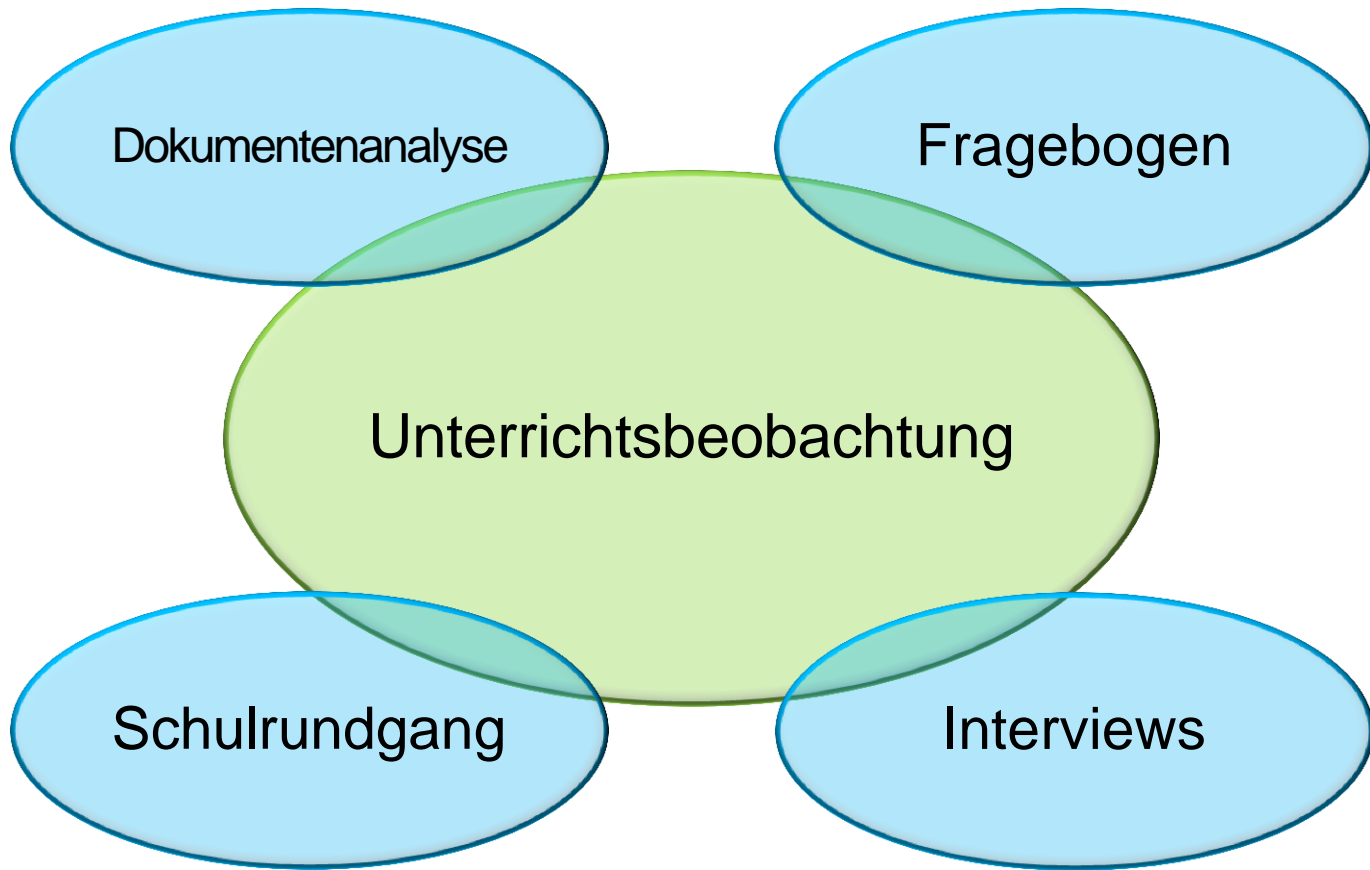 Dokumentenanalyse
Fragebogen
Unterrichtsbeobachtung
Schulrundgang
Interviews